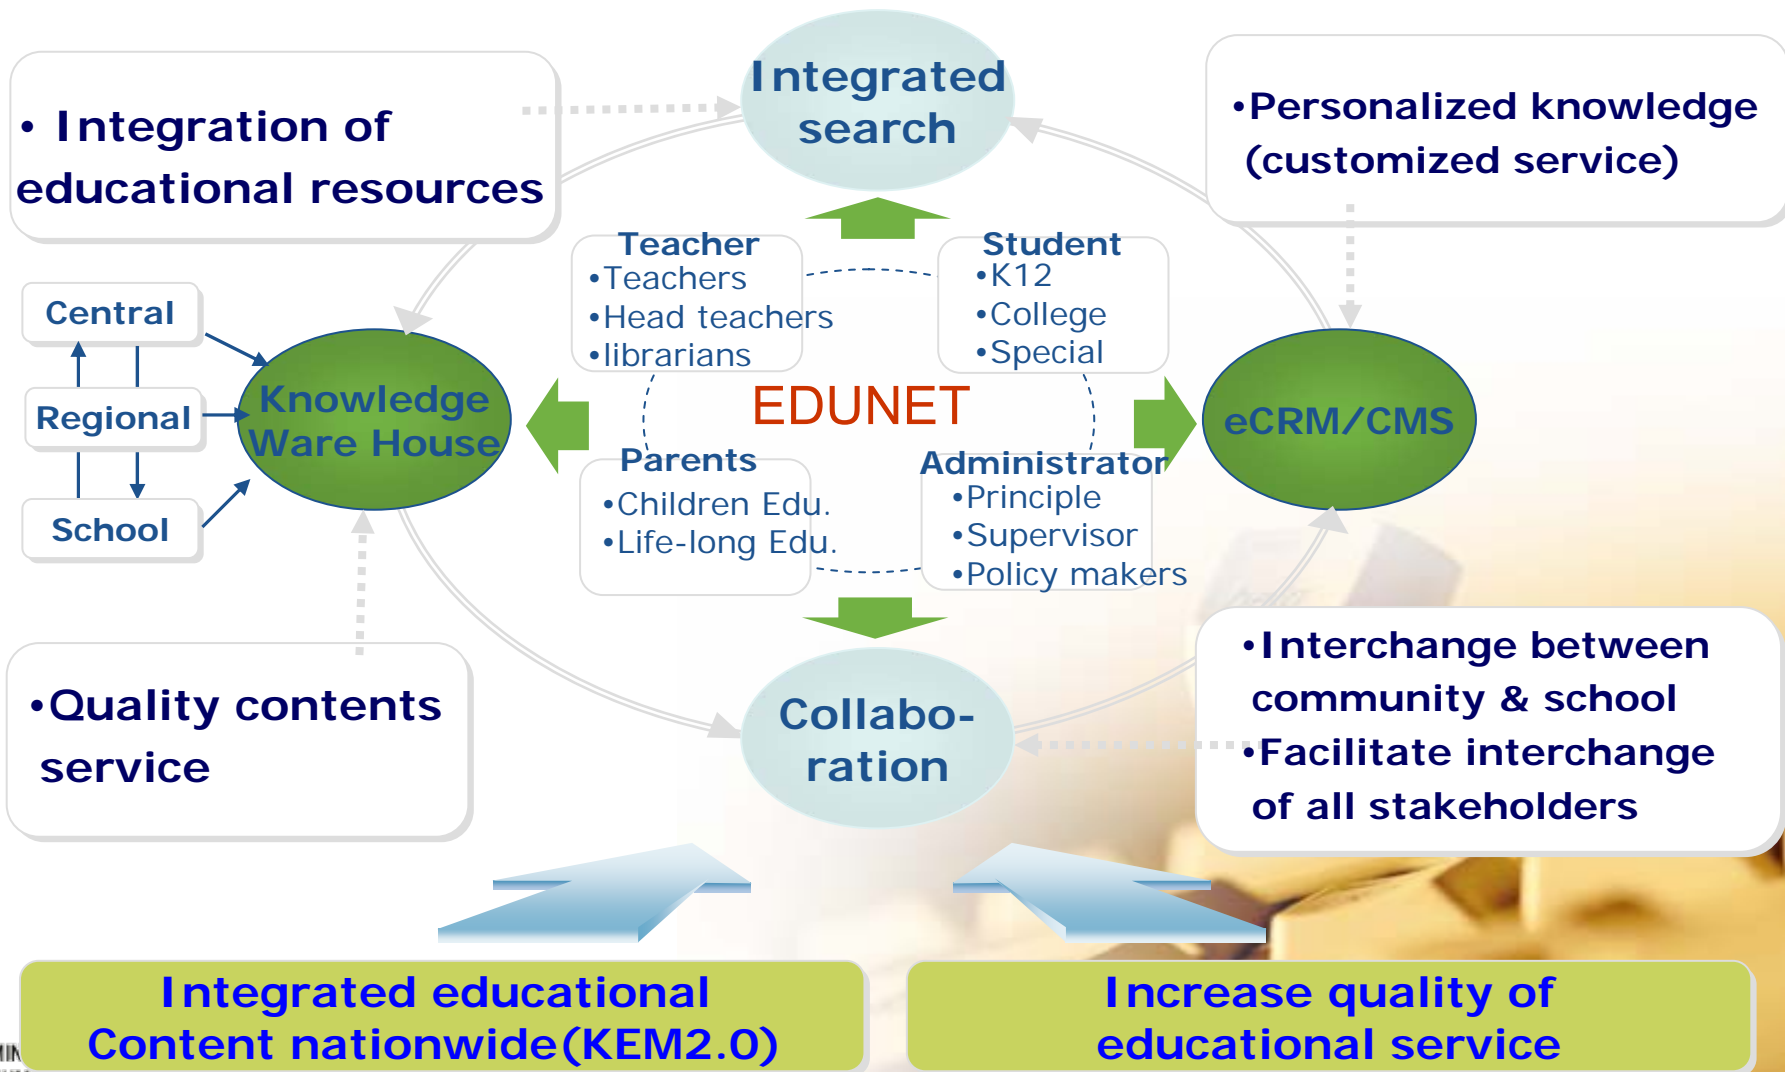 Integrated
search
• Integration of
educational resources
•Personalized knowledge
(customized service)
Teacher
•Teachers
•Head teachers
•librarians
Student
•K12
•College
•Special
Central
Regional
School
Knowledge
Ware House
EDUNET
eCRM/CMS
Parents
•Children Edu.
•Life-long Edu.
Administrator
•Principle
•Supervisor
•Policy makers
•Quality contents
service
Collabo-
ration
•Interchange between
community & school
•Facilitate interchange
of all stakeholders
Integrated educational
Content nationwide(KEM2.0)
Increase quality of
educational service